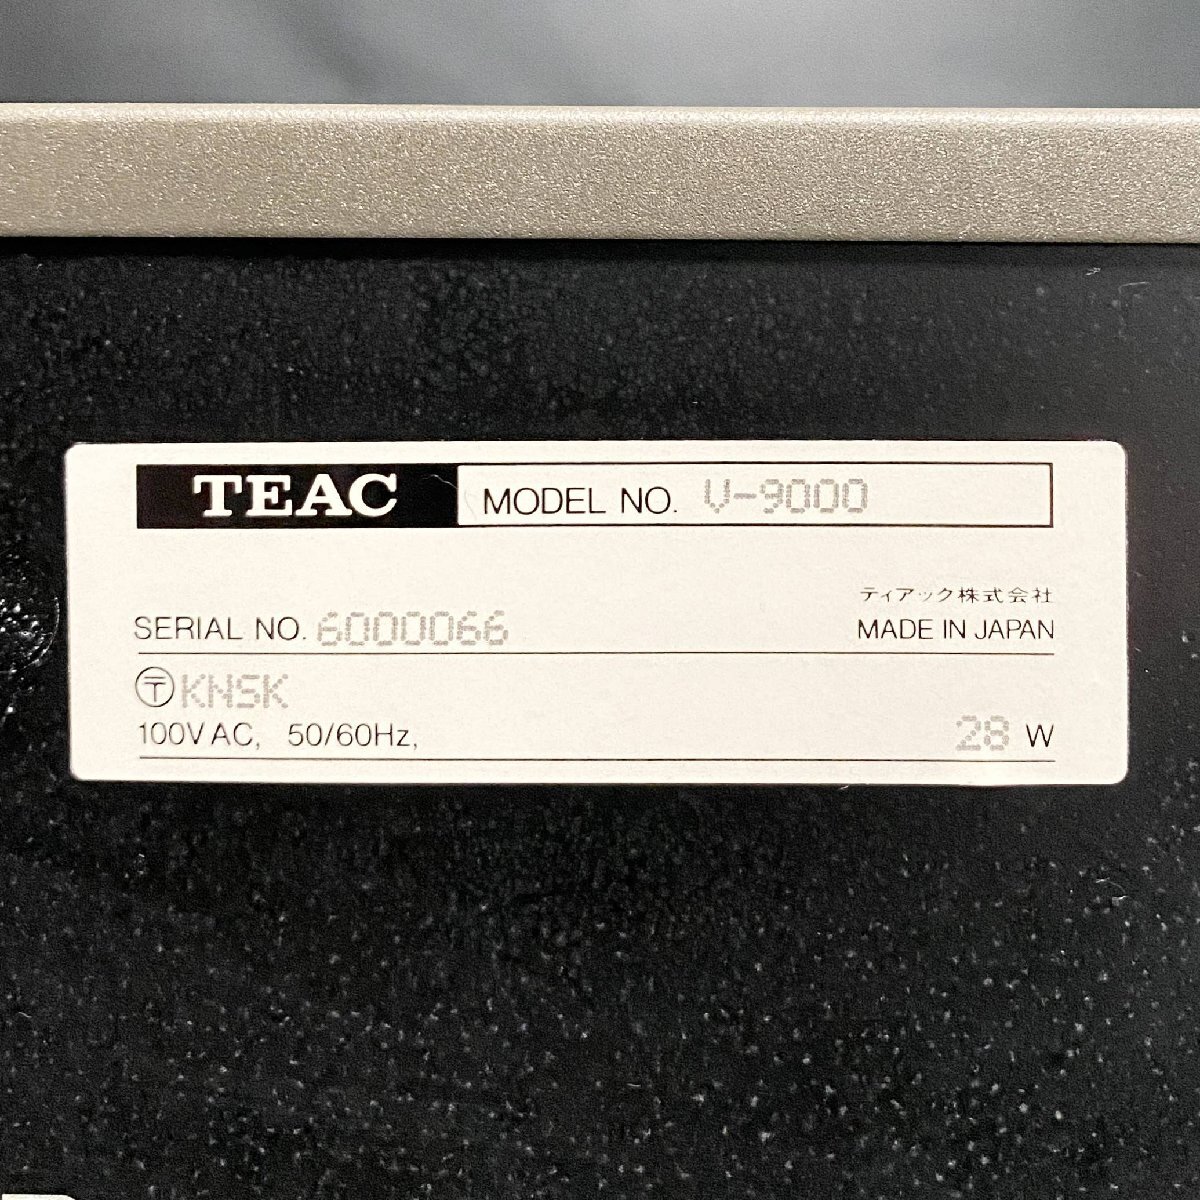 TEAC MODEL NO. V-9000
ティアック株式会社
SERIAL NO. 6000066 MADE IN JAPAN
〒KNSK
100V AC, 50/60Hz, 28 W